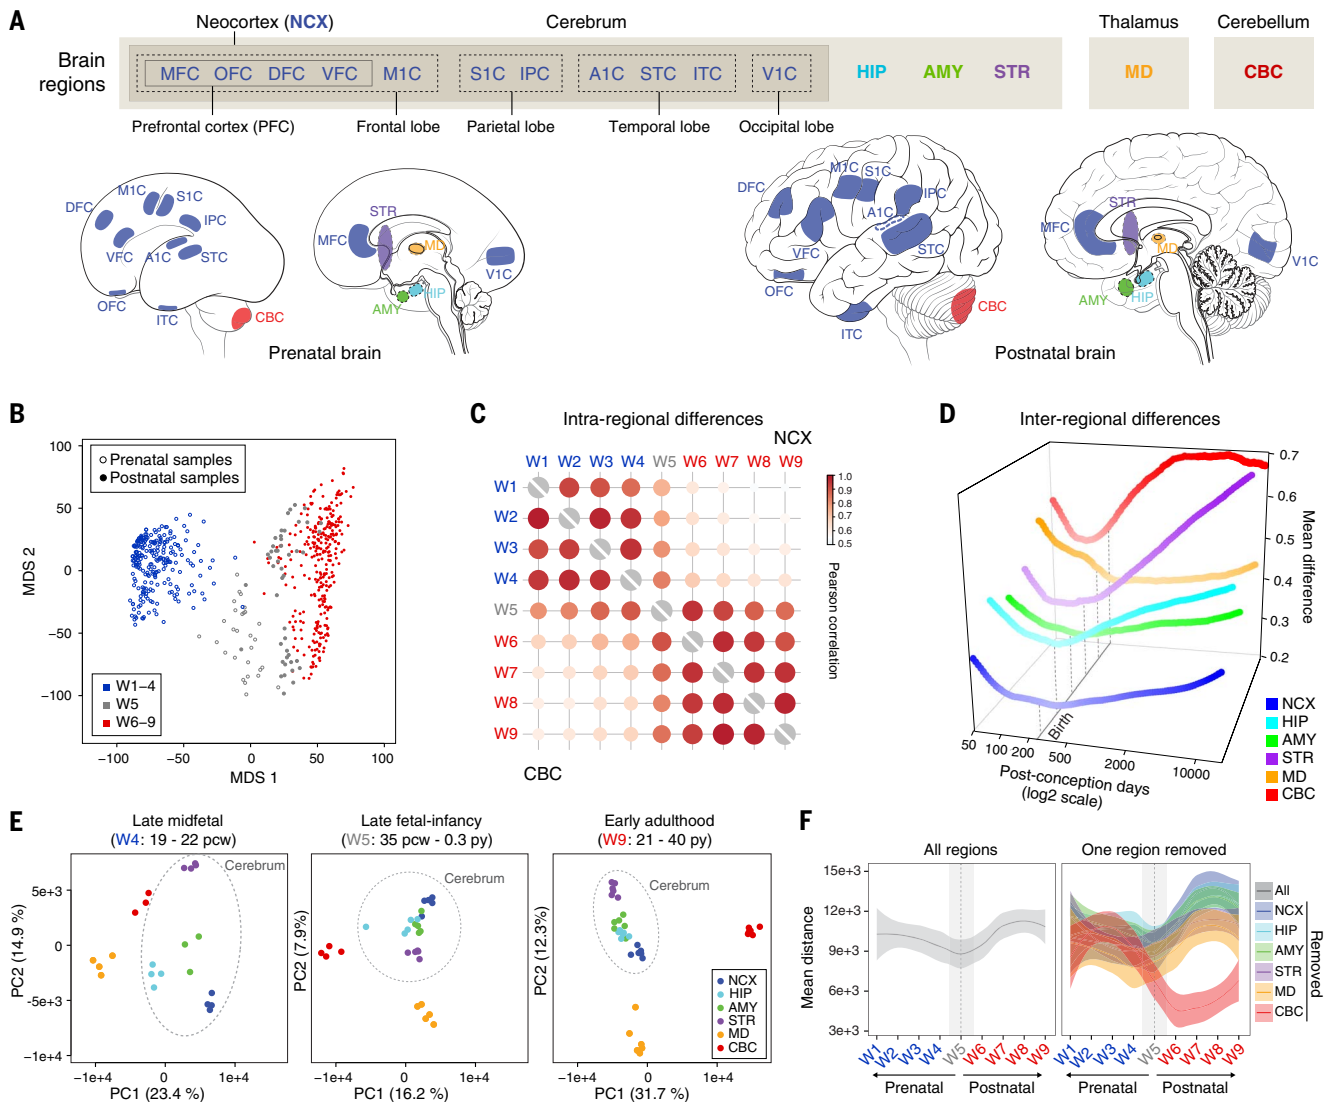 A
Neocortex (NCX)
Cerebrum
Thalamus
Cerebellum
Brain
regions
MFC OFC DFC VFC M1C S1C IPC A1C STC ITC V1C HIP AMY STR MD CBC
Prefrontal cortex (PFC) Frontal lobe Parietal lobe Temporal lobe Occipital lobe
DFC
M1C
S1C
IPC
VFC
A1C
STC
OFC
ITC
CBC
STR
MFC
MD
V1C
HIP
AMY
Prenatal brain
DFC
M1C
S1C
IPC
A1C
VFC
STC
OFC
ITC
CBC
STR
MFC
MD
V1C
AMY
HIP
Postnatal brain
B
Prenatal samples
Postnatal samples
100
50
0
−50
−100
MDS 2
W1−4
W5
W6−9
−100 −50 0 50 100
MDS 1
C
Intra-regional differences
NCX
W1 W2 W3 W4 W5 W6 W7 W8 W9
W1
W2
W3
W4
W5
W6
W7
W8
W9
CBC
1.0
0.9
0.8
0.7
0.6
0.5
Pearson correlation
D
Inter-regional differences
0.7
0.6
0.5
0.4
0.3
0.2
Mean difference
Birth
50 100 200 500 2000 10000
Post-conception days
(log2 scale)
NCX
HIP
AMY
STR
MD
CBC
E
Late midfetal
(W4: 19 - 22 pcw)
Cerebrum
5e+3
0
−5e+3
−1e+4
PC2 (14.9 %)
−1e+4 0 1e+4
PC1 (23.4 %)
Late fetal-infancy
(W5: 35 pcw - 0.3 py)
Cerebrum
PC2 (7.9%)
−1e+4 0 1e+4
PC1 (16.2 %)
Early adulthood
(W9: 21 - 40 py)
Cerebrum
PC2 (12.3%)
NCX
HIP
AMY
STR
MD
CBC
−1e+4 0 1e+4
PC1 (31.7 %)
F
All regions
One region removed
15e+3
12e+3
9e+3
6e+3
3e+3
Mean distance
W1 W2 W3 W4 W5 W6 W7 W8 W9
Prenatal Postnatal
W1 W2 W3 W4 W5 W6 W7 W8 W9
Prenatal Postnatal
All
NCX
HIP
AMY
STR
MD
CBC
Removed